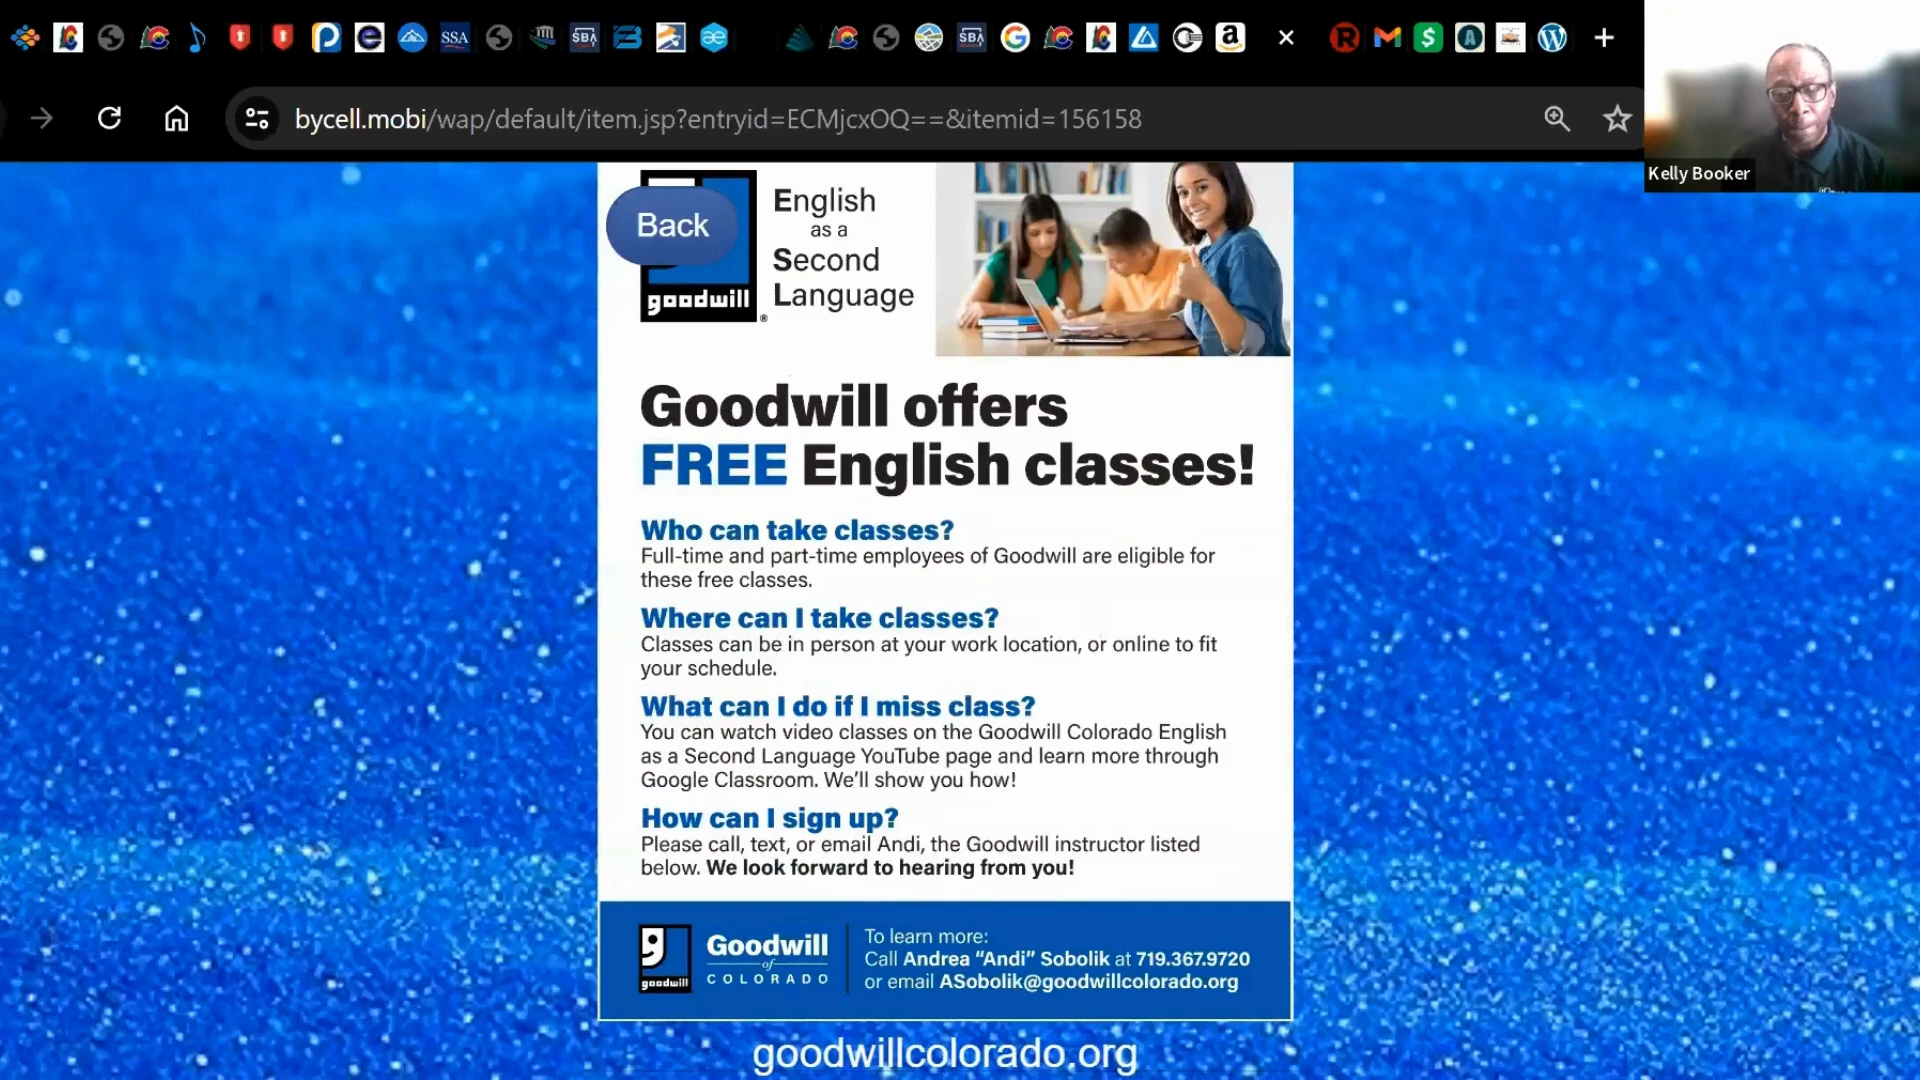 SSA
SBA
SBA
bycell.mobi/wap/default/item.jsp?entryid=ECMjcxOQ==&itemid=156158
Kelly Booker
Back
goodwill
®
English
as a
Second
Language
Goodwill offers
FREE English classes!
Who can take classes?
Full-time and part-time employees of Goodwill are eligible for
these free classes.
Where can I take classes?
Classes can be in person at your work location, or online to fit
your schedule.
What can I do if I miss class?
You can watch video classes on the Goodwill Colorado English
as a Second Language YouTube page and learn more through
Google Classroom. We'll show you how!
How can I sign up?
Please call, text, or email Andi, the Goodwill instructor listed
below. We look forward to hearing from you!
goodwill
Goodwill
of
COLORADO
To learn more:
Call Andrea “Andi” Sobolik at 719.367.9720
or email ASobolik@goodwillcolorado.org
goodwillcolorado.org